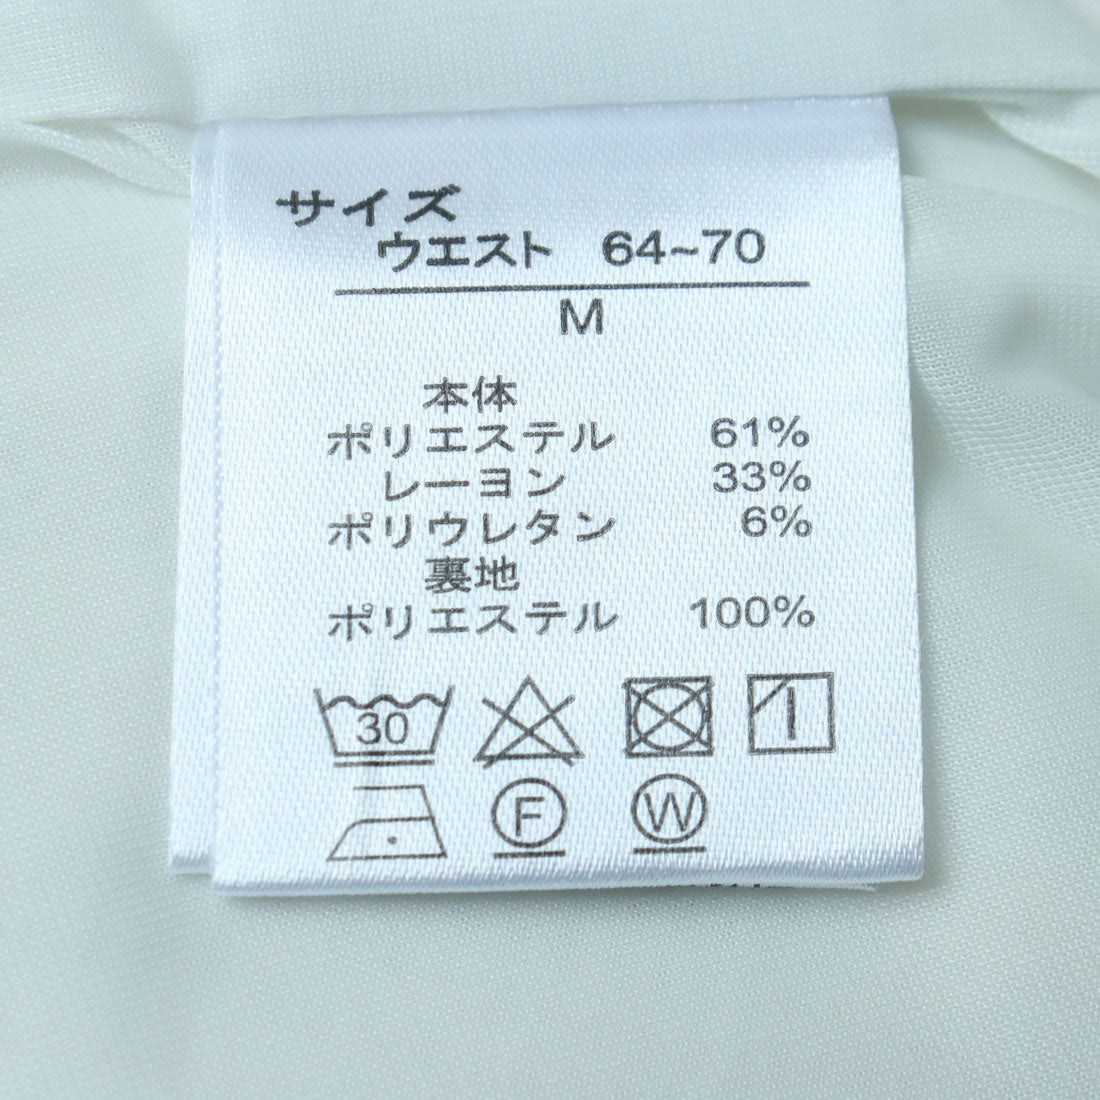 サイズ
ウエスト 64~70
M
本体
ポリエステル 61%
レーヨン 33%
ポリウレタン 6%
裏地
ポリエステル 100%
30
F W